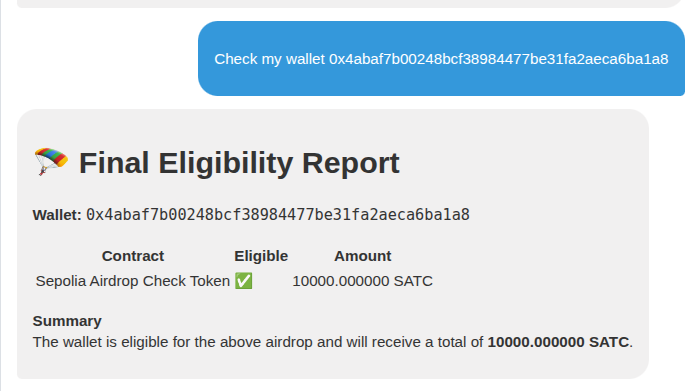 Check my wallet 0x4abaf7b00248bcf38984477be31fa2aeca6ba1a8
Final Eligibility Report
Wallet: 0x4abaf7b00248bcf38984477be31fa2aeca6ba1a8
Contract Eligible Amount
Sepolia Airdrop Check Token ✅ 10000.000000 SATC
Summary
The wallet is eligible for the above airdrop and will receive a total of 10000.000000 SATC.